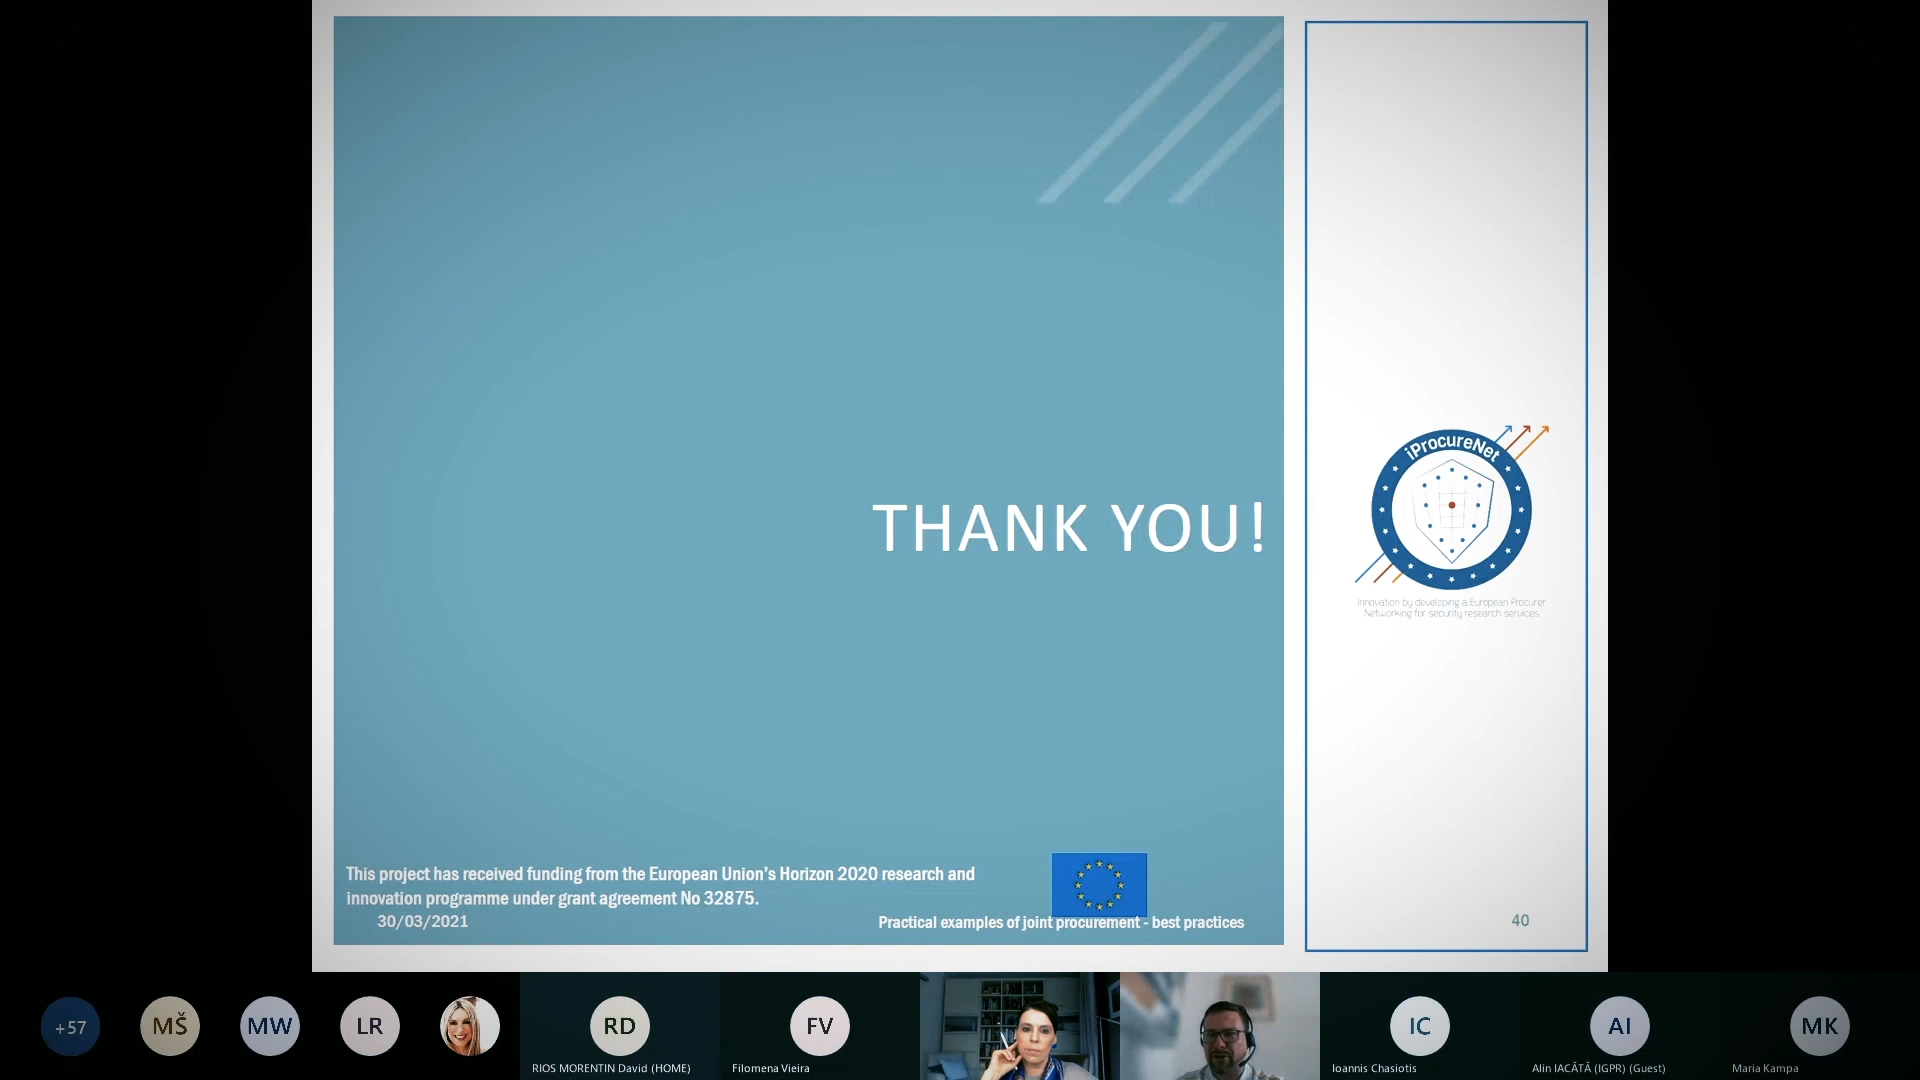 THANK YOU!
iProcureNet
Innovation by developing a European Procurer
Networking for security research services
This project has received funding from the European Union's Horizon 2020 research and
innovation programme under grant agreement No 32875.
30/03/2021
Practical examples of joint procurement - best practices
40
+57
MŠ
MW
LR
RD
RIOS MORENTIN David (HOME)
FV
Filomena Vieira
IC
Ioannis Chasiotis
AI
Alin IACĂTĂ (IGPR) (Guest)
MK
Maria Kampa